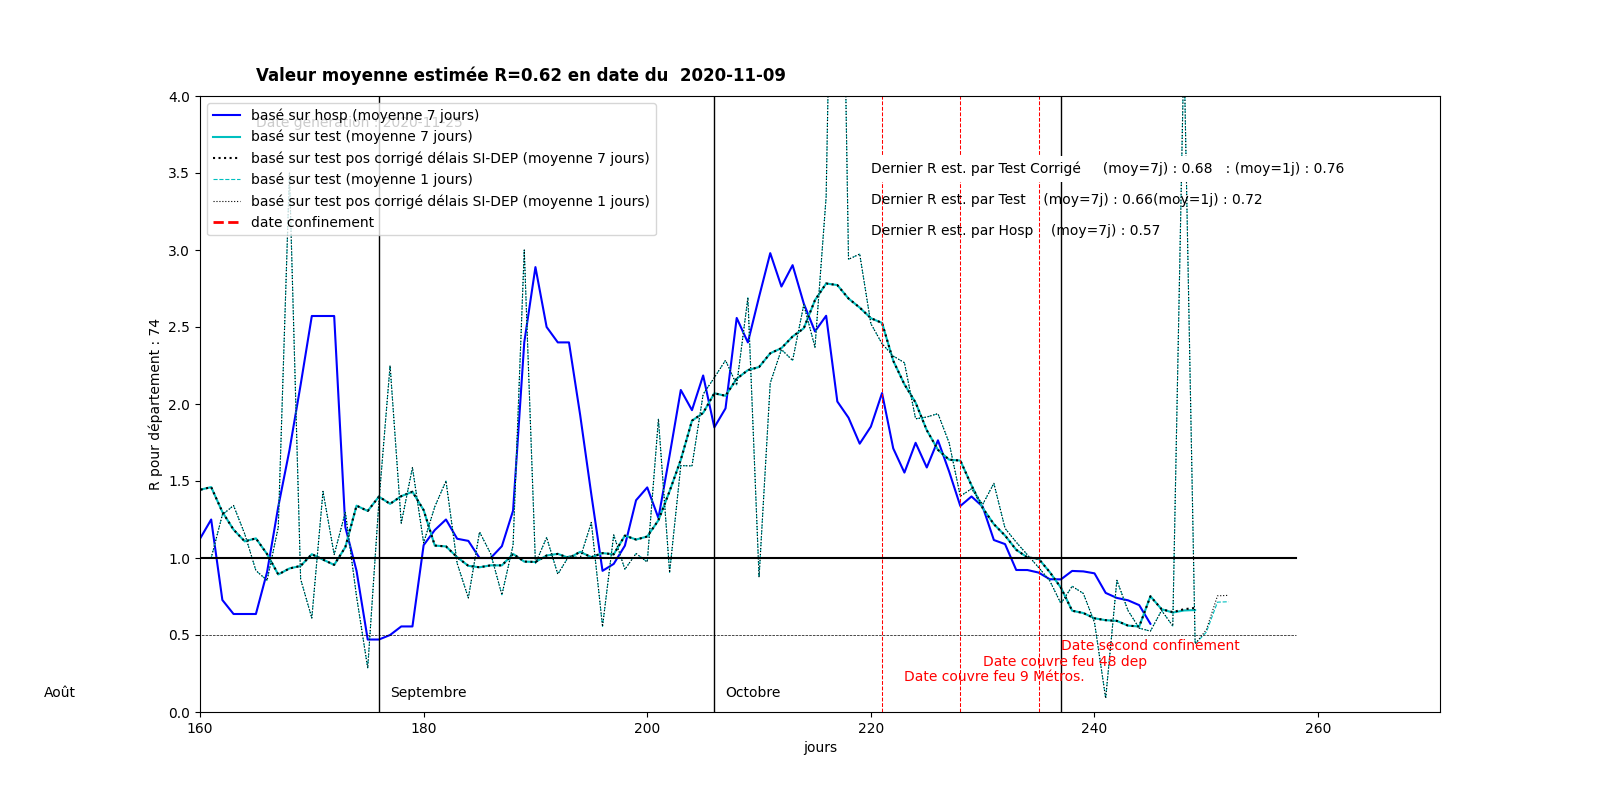 Valeur moyenne estimée R=0.62 en date du  2020-11-09
4.0
3.5
3.0
2.5
2.0
1.5
1.0
0.5
0.0
R pour département : 74
basé sur hosp (moyenne 7 jours)
Date génération : 2020-11-23
basé sur test (moyenne 7 jours)
basé sur test pos corrigé délais SI-DEP (moyenne 7 jours)
basé sur test (moyenne 1 jours)
basé sur test pos corrigé délais SI-DEP (moyenne 1 jours)
date confinement
Dernier R est. par Test Corrigé     (moy=7j) : 0.68   : (moy=1j) : 0.76
Dernier R est. par Test    (moy=7j) : 0.66(moy=1j) : 0.72
Dernier R est. par Hosp    (moy=7j) : 0.57
Date second confinement
Date couvre feu 48 dep
Date couvre feu 9 Métros.
Août
Septembre
Octobre
160 180 200 220 240 260
jours